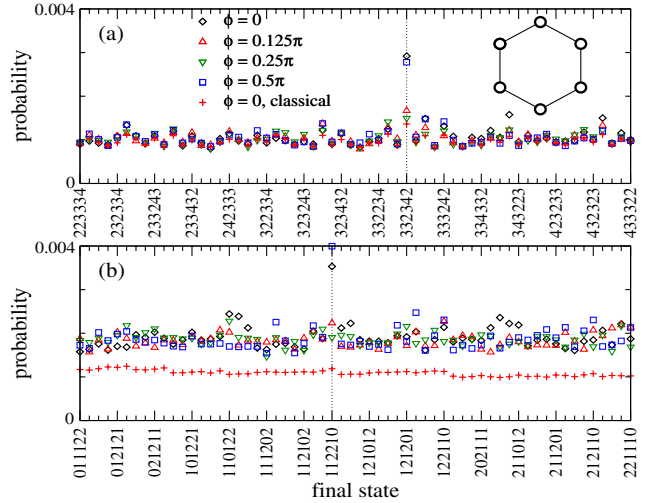 (a)
probability
0.004
0
ϕ = 0
ϕ = 0.125π
ϕ = 0.25π
ϕ = 0.5π
ϕ = 0, classical
223334 232334 233243 233432 242333 322334 323243 323432 332234 332342 333242 334322 343223 423233 432323 433322
(b)
probability
0.004
0
011122 012121 021211 101221 110122 111202 112102 112210 121012 121201 122110 202111 211012 211201 212110 221110
final state